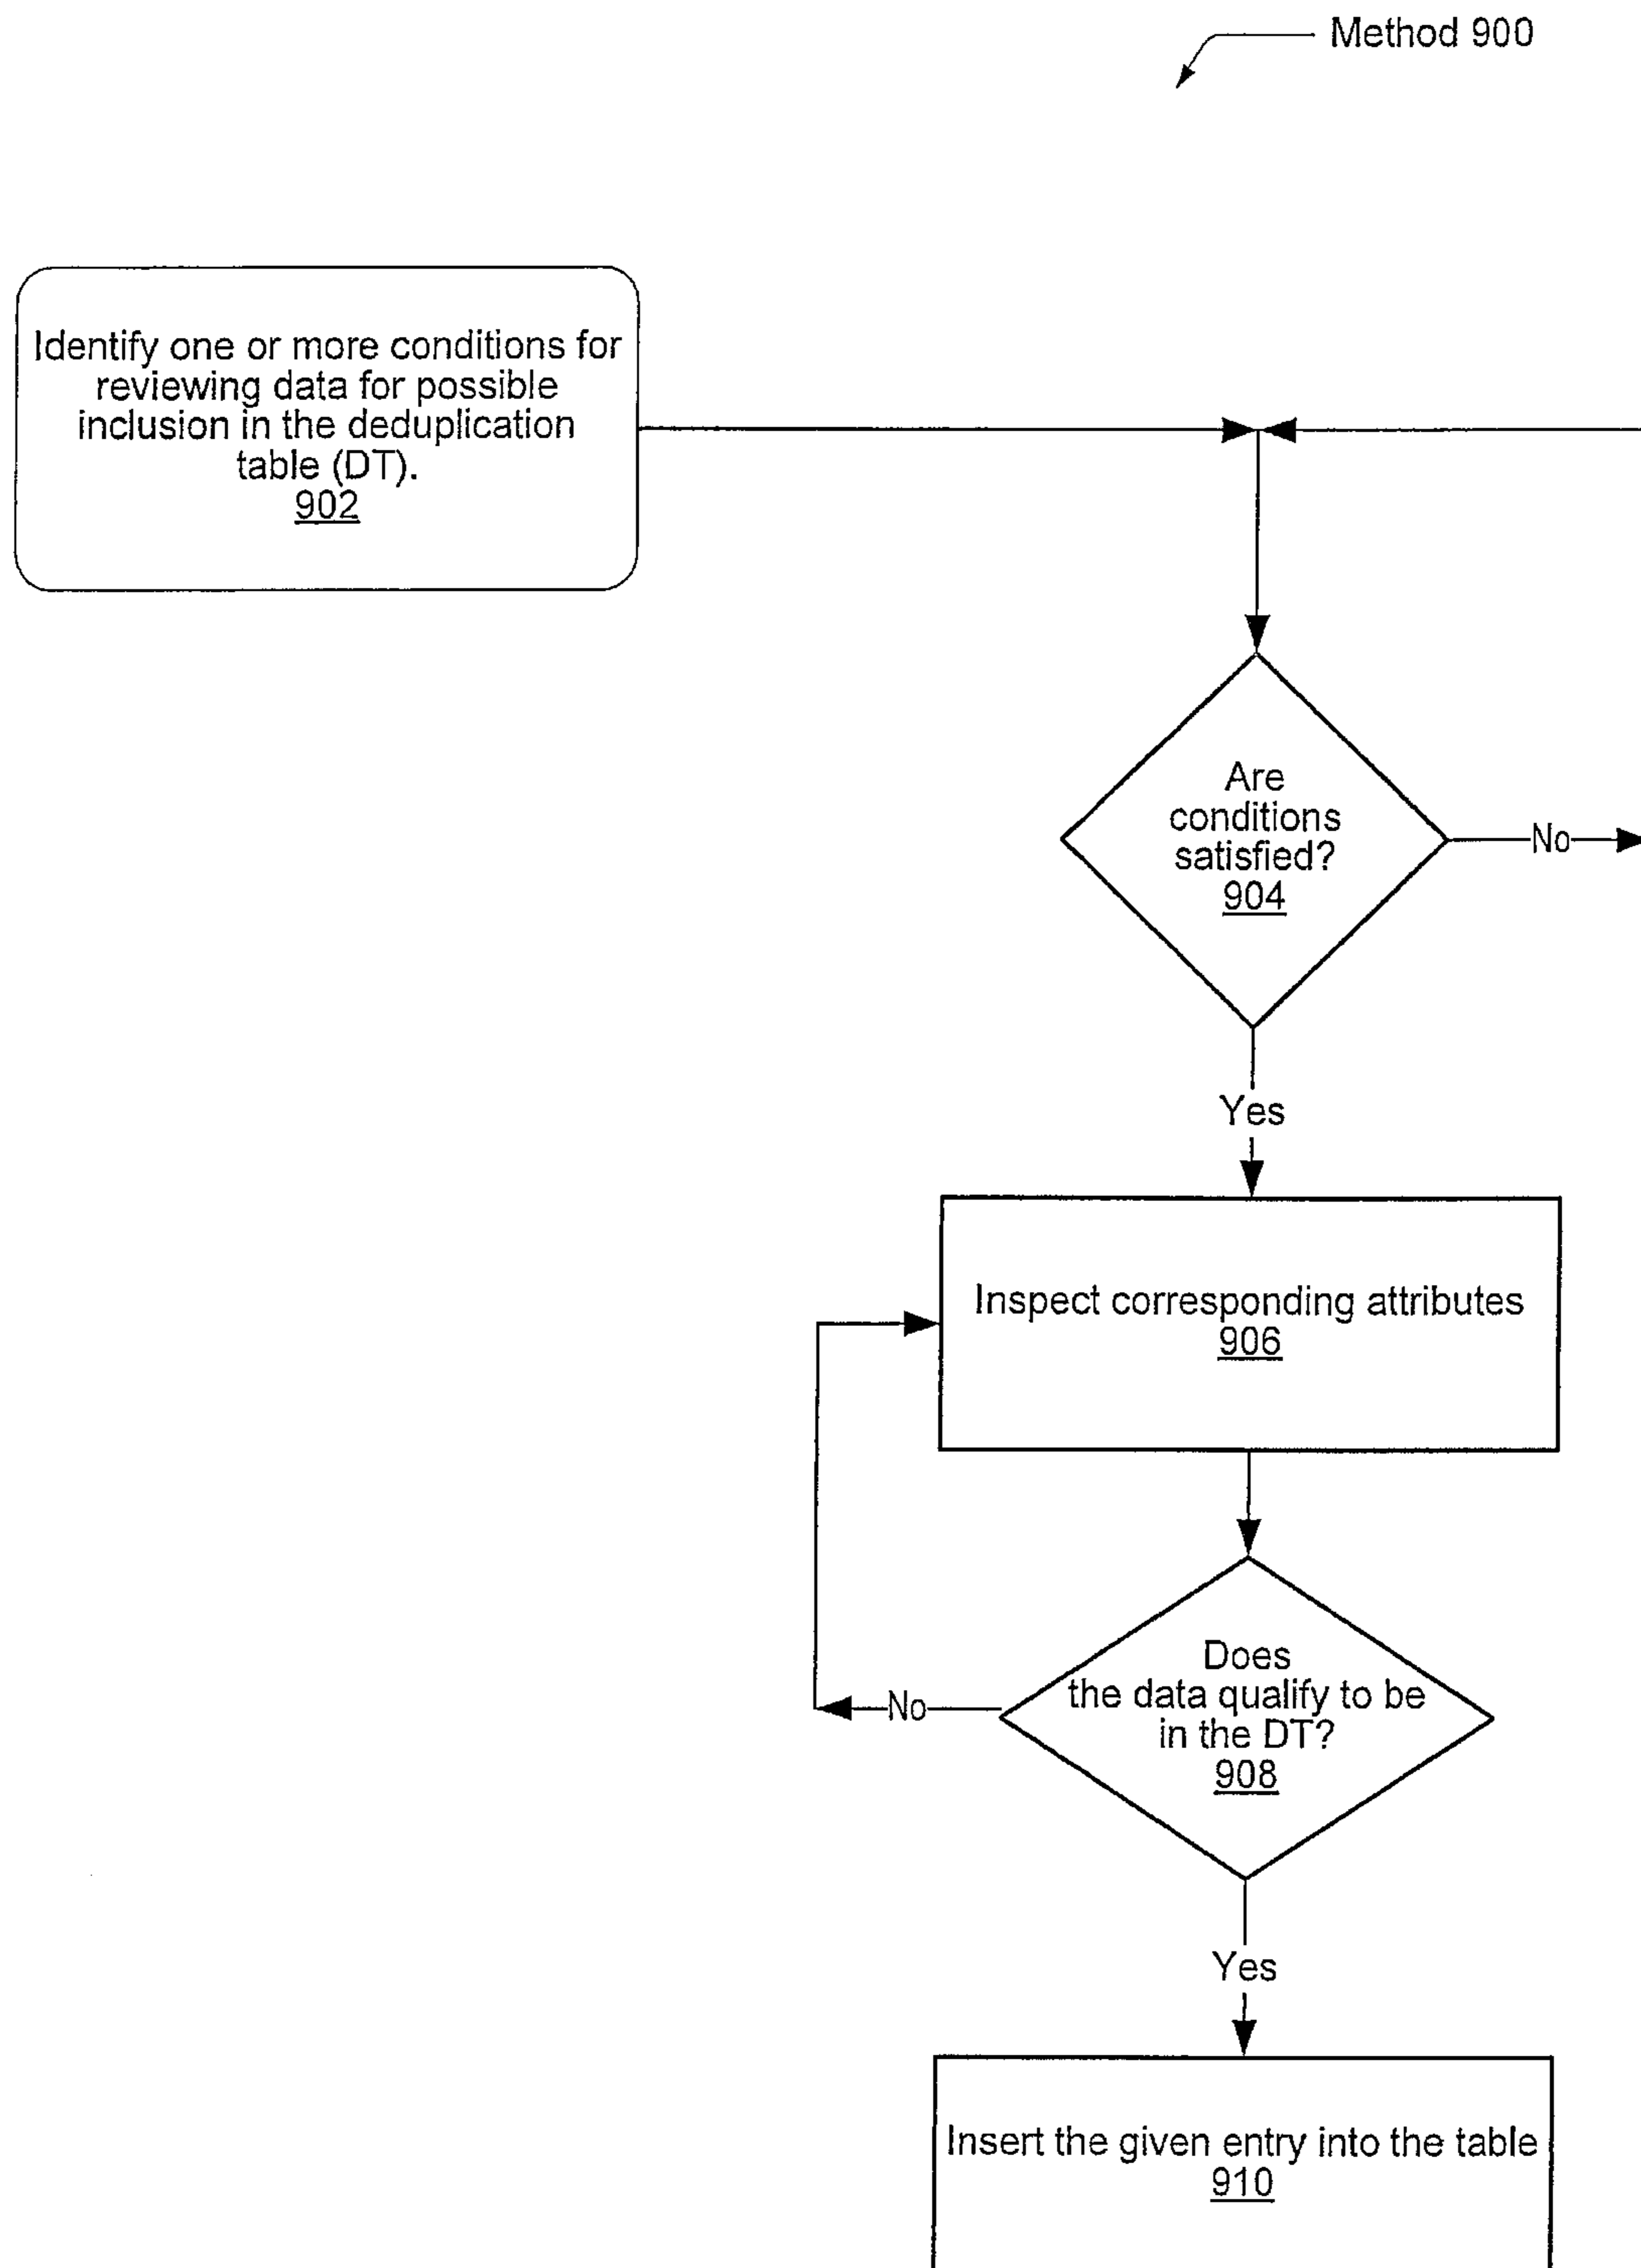 Method 900
Identify one or more conditions for
reviewing data for possible
inclusion in the deduplication
table (DT).
902
Are
conditions
satisfied?
904
No
Yes
Inspect corresponding attributes
906
Does
the data qualify to be
in the DT?
908
No
Yes
Insert the given entry into the table
910